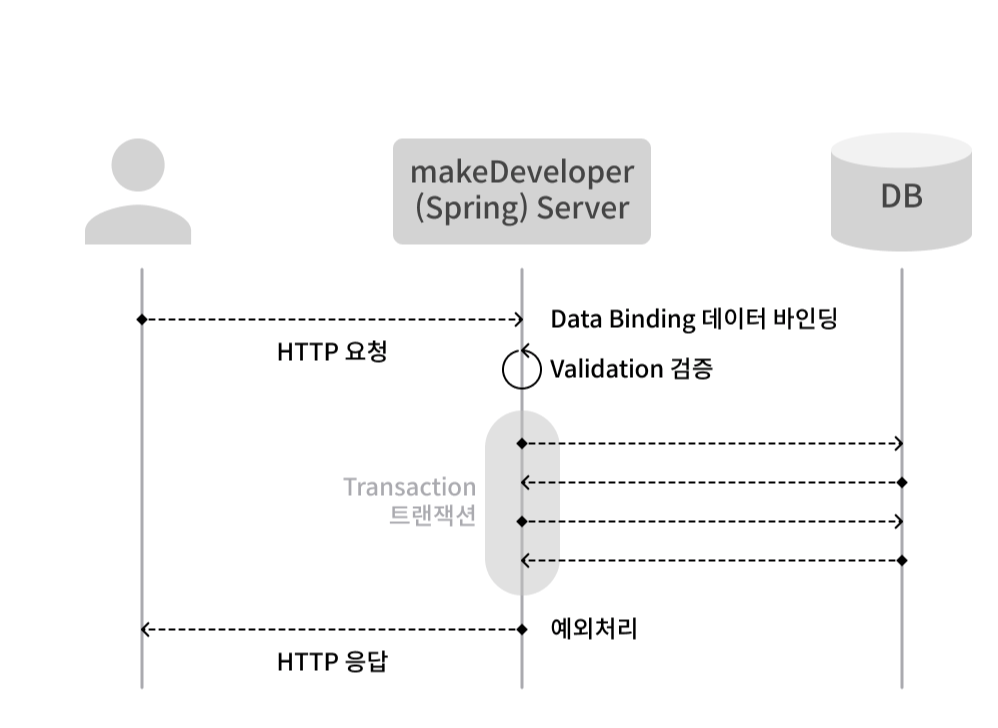 makeDeveloper
(Spring) Server
DB
Data Binding 데이터 바인딩
HTTP 요청
Validation 검증
Transaction
트랜잭션
예외처리
HTTP 응답